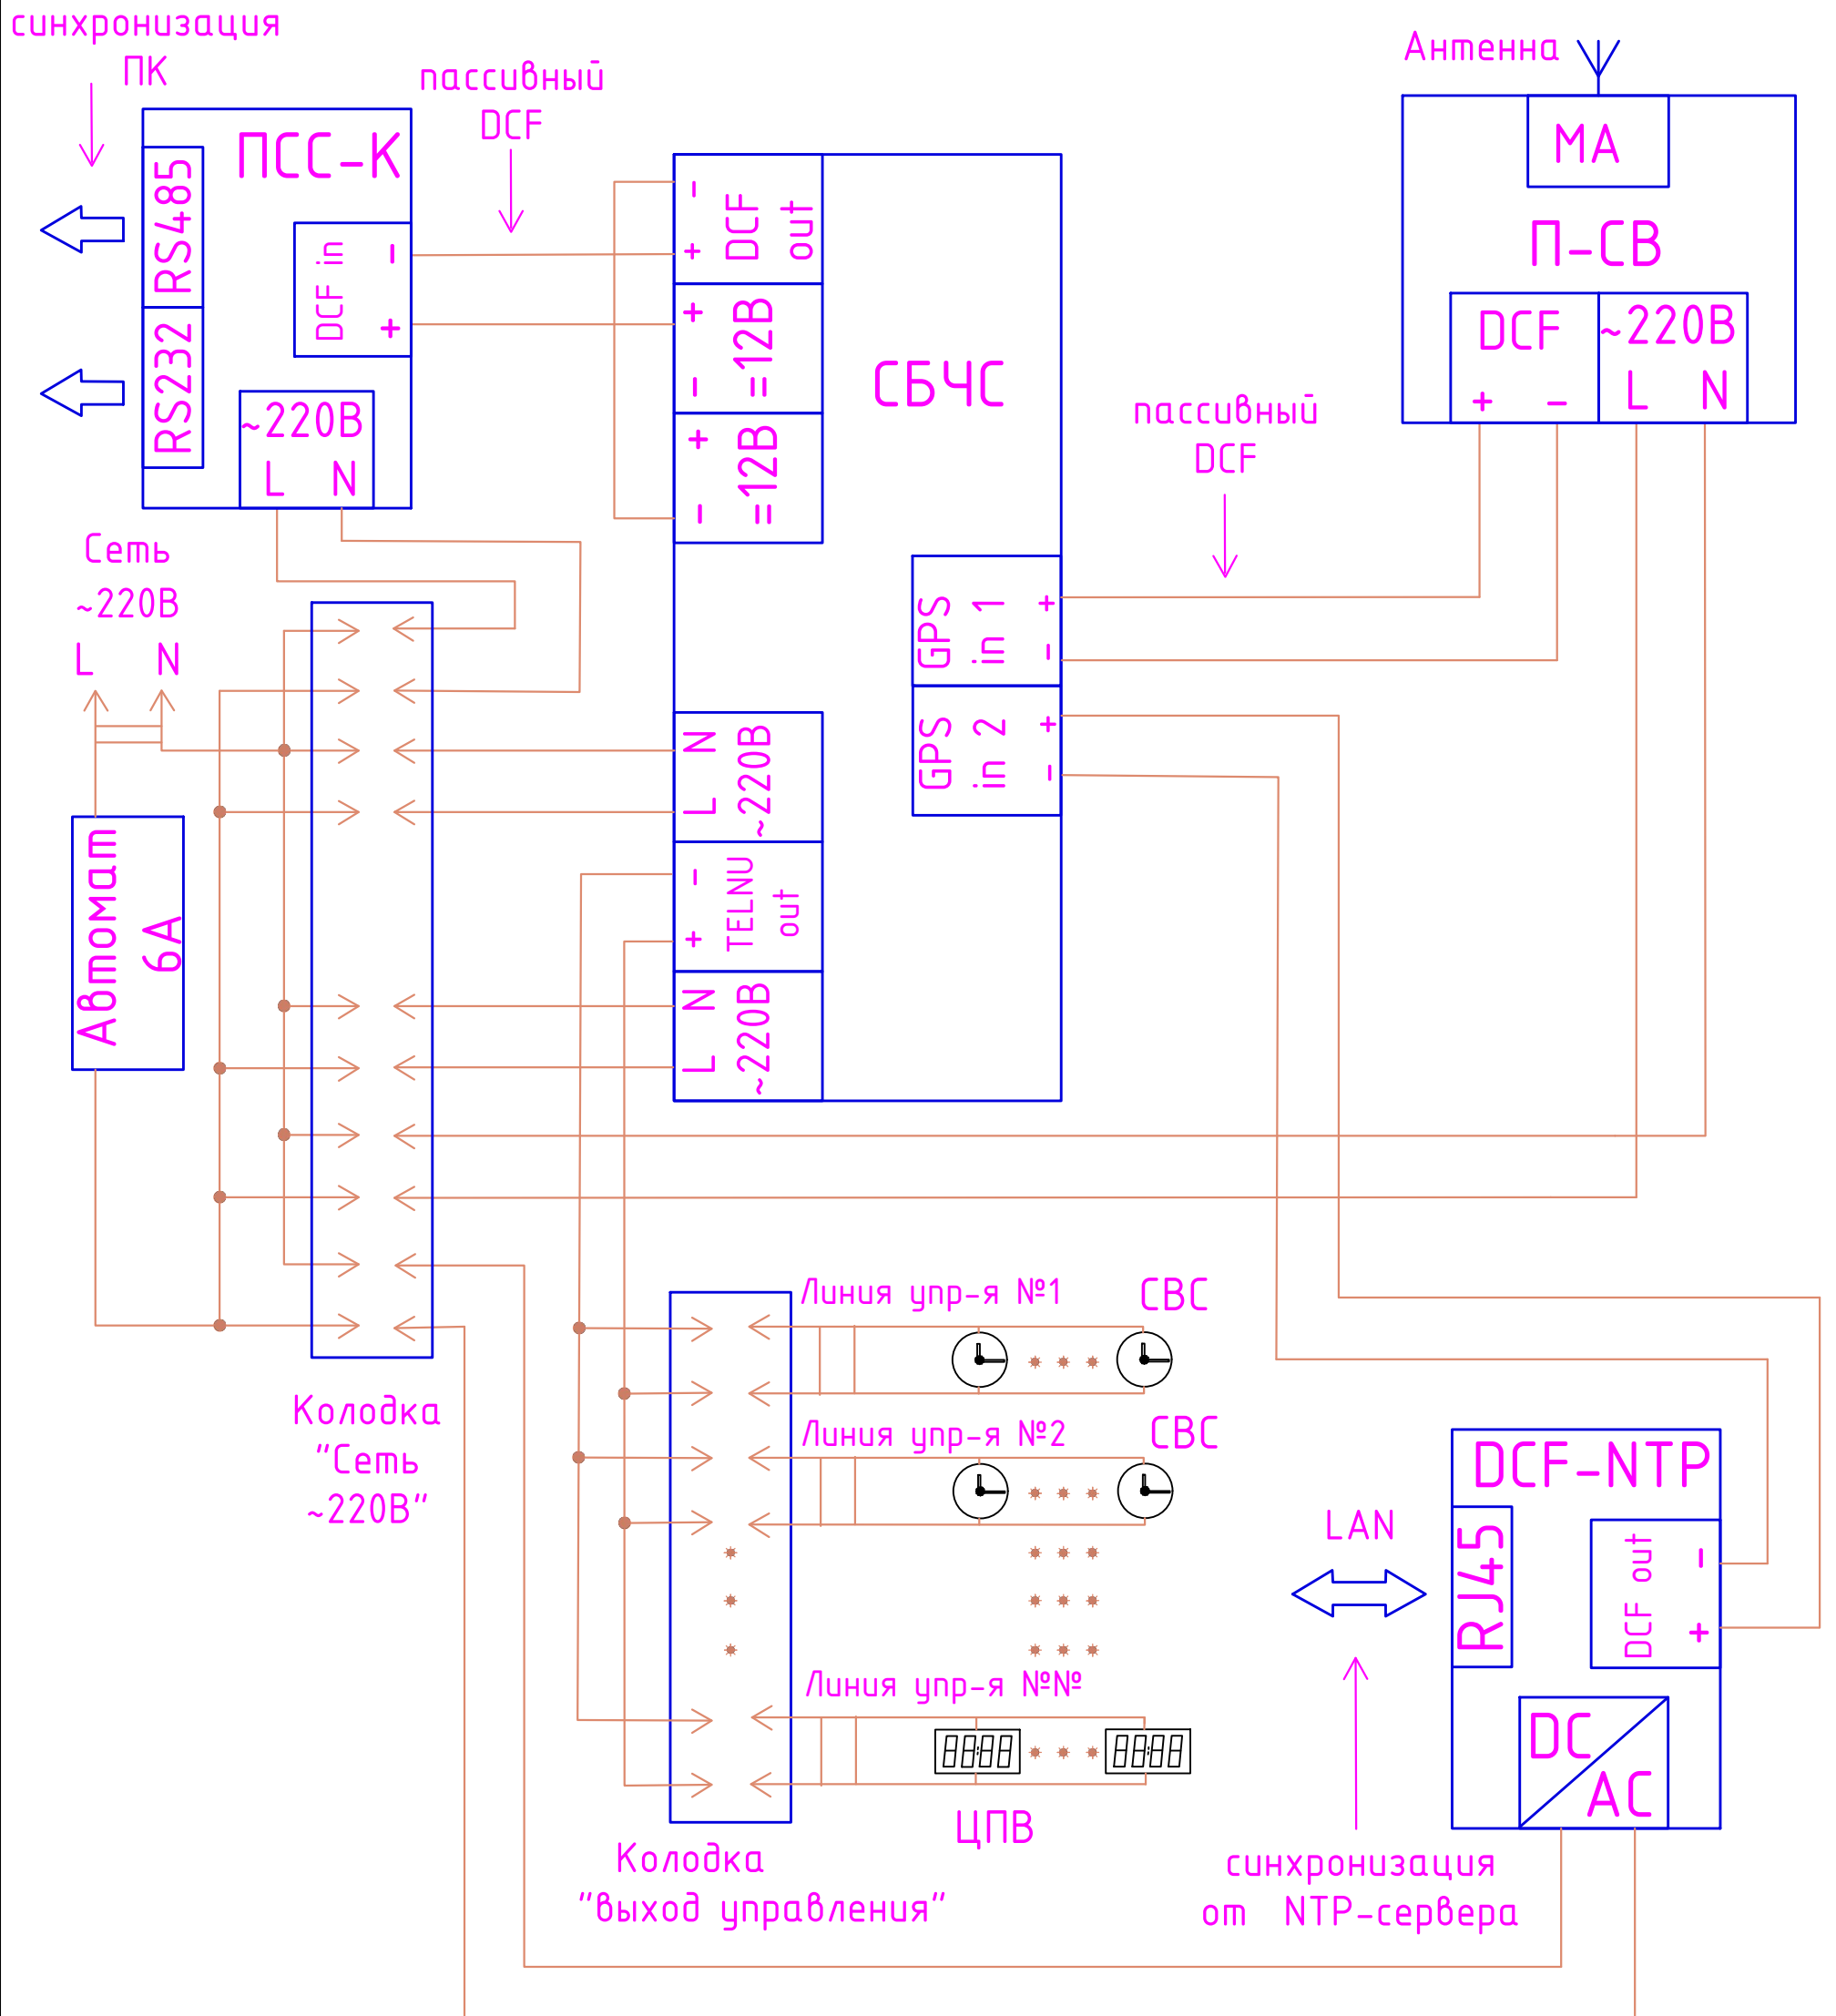 синхронизация
ПК
пассивный
DCF
Антенна
ПСС-К
RS485
RS232
DCF in
-
+
~220В
L N
DCF
out
-
+
=12В
+
-
=12В
+
-
СБЧС
МА
П-СВ
DCF
+ -
~220В
L N
пассивный
DCF
Сеть
~220В
L N
GPS
in 1
+
-
GPS
in 2
+
-
L N
~220В
TELNU
out
-
+
L N
~220В
Автомат
6А
Линия упр-я №1
СВС
Линия упр-я №2
СВС
Линия упр-я №№
ЦПВ
Колодка
"Сеть
~220В"
Колодка
"выход управления"
LAN
DCF-NTP
RJ45
DCF out
-
+
DC
AC
синхронизация
от NTP-сервера